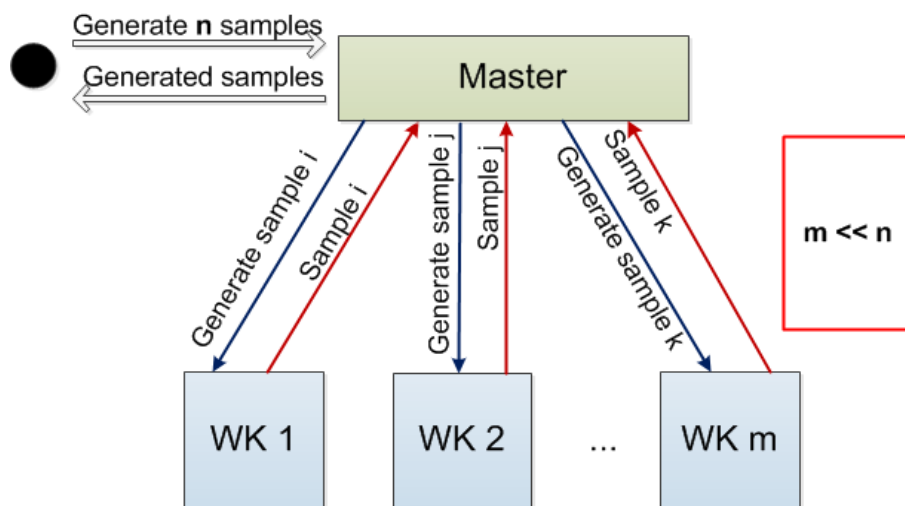 Generate n samples
Generated samples
Master
Generate sample i
Sample i
Generate sample j
Sample j
Generate sample k
Sample k
m << n
WK 1
WK 2
...
WK m